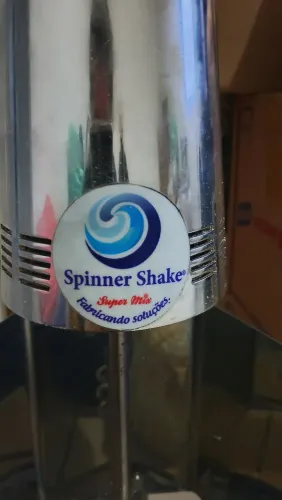 Spinner Shake®
Super Mix
Fabricando soluções.